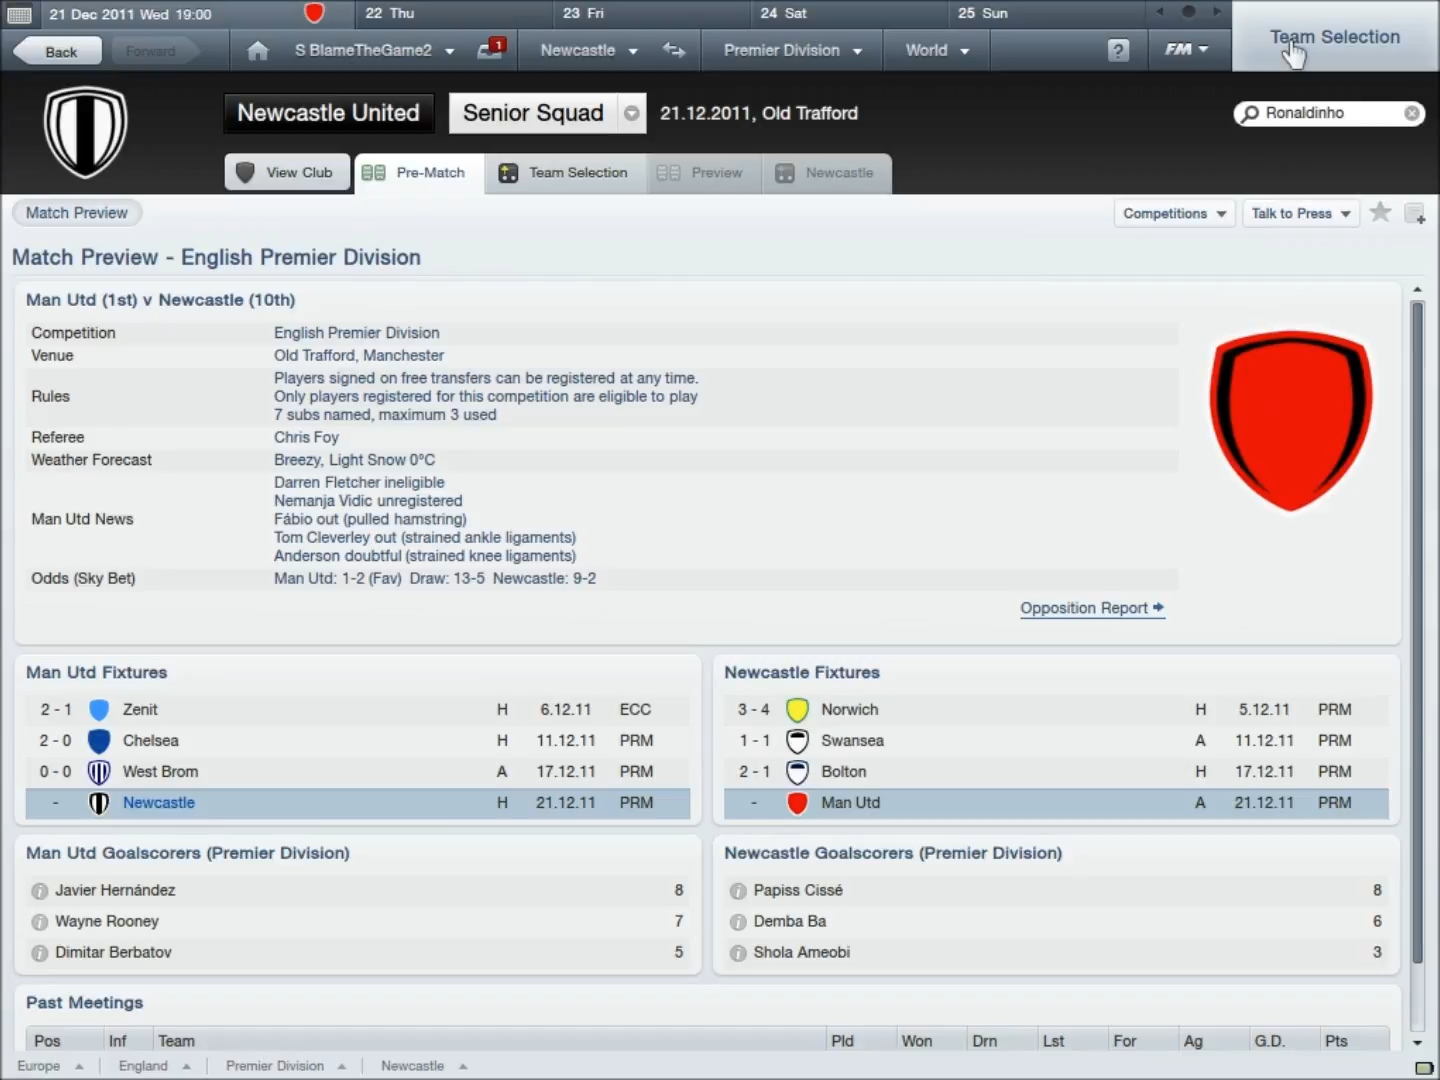 21 Dec 2011 Wed 19:00 22 Thu 23 Fri 24 Sat 25 Sun
Back Forward S BlameTheGame2 1 Newcastle Premier Division World ? FM Team Selection
Newcastle United Senior Squad 21.12.2011, Old Trafford Ronaldinho
View Club Pre-Match Team Selection Preview Newcastle
Match Preview Competitions Talk to Press
Match Preview - English Premier Division
Man Utd (1st) v Newcastle (10th)
Competition English Premier Division
Venue Old Trafford, Manchester
Rules Players signed on free transfers can be registered at any time.
Only players registered for this competition are eligible to play
7 subs named, maximum 3 used
Referee Chris Foy
Weather Forecast Breezy, Light Snow 0°C
Man Utd News Darren Fletcher ineligible
Nemanja Vidic unregistered
Fábio out (pulled hamstring)
Tom Cleverley out (strained ankle ligaments)
Anderson doubtful (strained knee ligaments)
Odds (Sky Bet) Man Utd: 1-2 (Fav) Draw: 13-5 Newcastle: 9-2
Opposition Report
Man Utd Fixtures
2 - 1 Zenit H 6.12.11 ECC
2 - 0 Chelsea H 11.12.11 PRM
0 - 0 West Brom A 17.12.11 PRM
- Newcastle H 21.12.11 PRM
Newcastle Fixtures
3 - 4 Norwich H 5.12.11 PRM
1 - 1 Swansea A 11.12.11 PRM
2 - 1 Bolton H 17.12.11 PRM
- Man Utd A 21.12.11 PRM
Man Utd Goalscorers (Premier Division)
Javier Hernández 8
Wayne Rooney 7
Dimitar Berbatov 5
Newcastle Goalscorers (Premier Division)
Papiss Cissé 8
Demba Ba 6
Shola Ameobi 3
Past Meetings
Pos Inf Team Pld Won Drn Lst For Ag G.D. Pts
Europe England Premier Division Newcastle